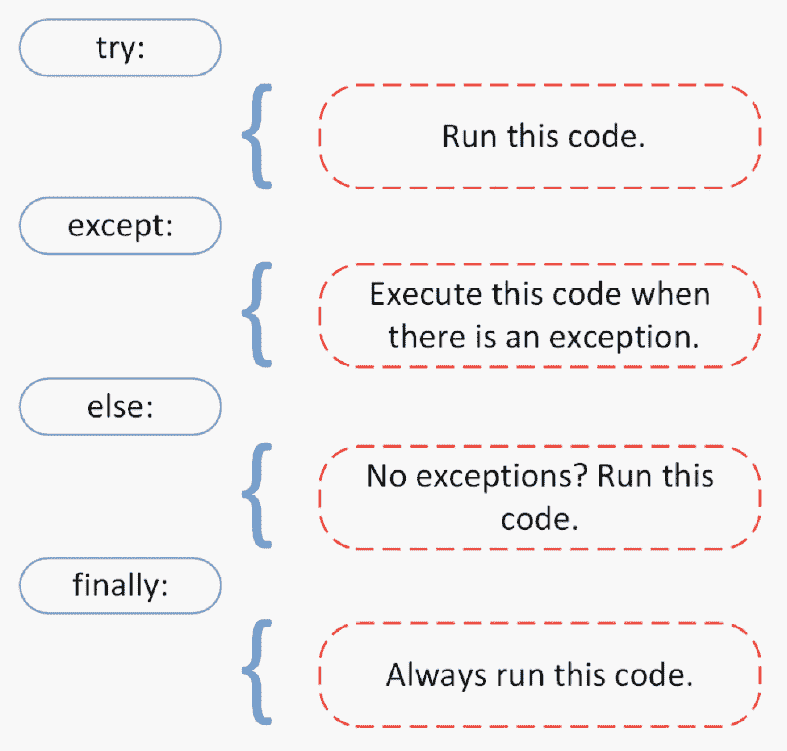 try:
Run this code.
except:
Execute this code when
there is an exception.
else:
No exceptions? Run this
code.
finally:
Always run this code.